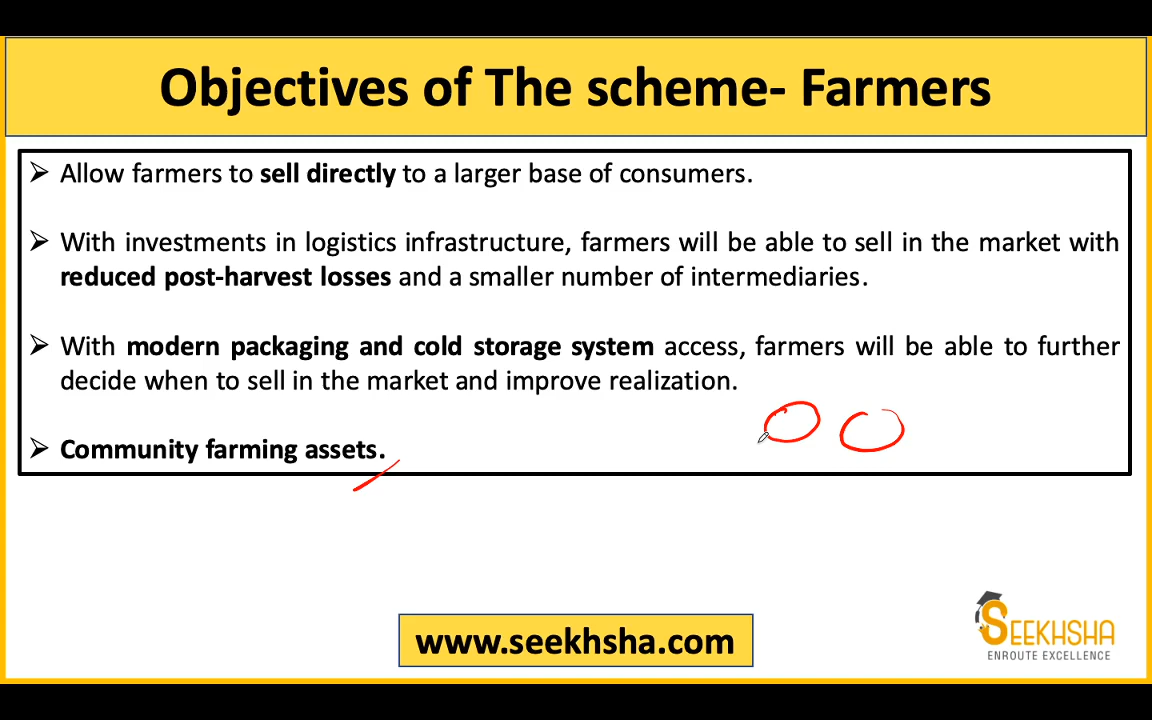 Objectives of The scheme- Farmers
➢ Allow farmers to sell directly to a larger base of consumers.
➢ With investments in logistics infrastructure, farmers will be able to sell in the market with
reduced post-harvest losses and a smaller number of intermediaries.
➢ With modern packaging and cold storage system access, farmers will be able to further
decide when to sell in the market and improve realization.
➢ Community farming assets.
www.seekhsha.com
SEEKHSHA
ENROUTE EXCELLENCE